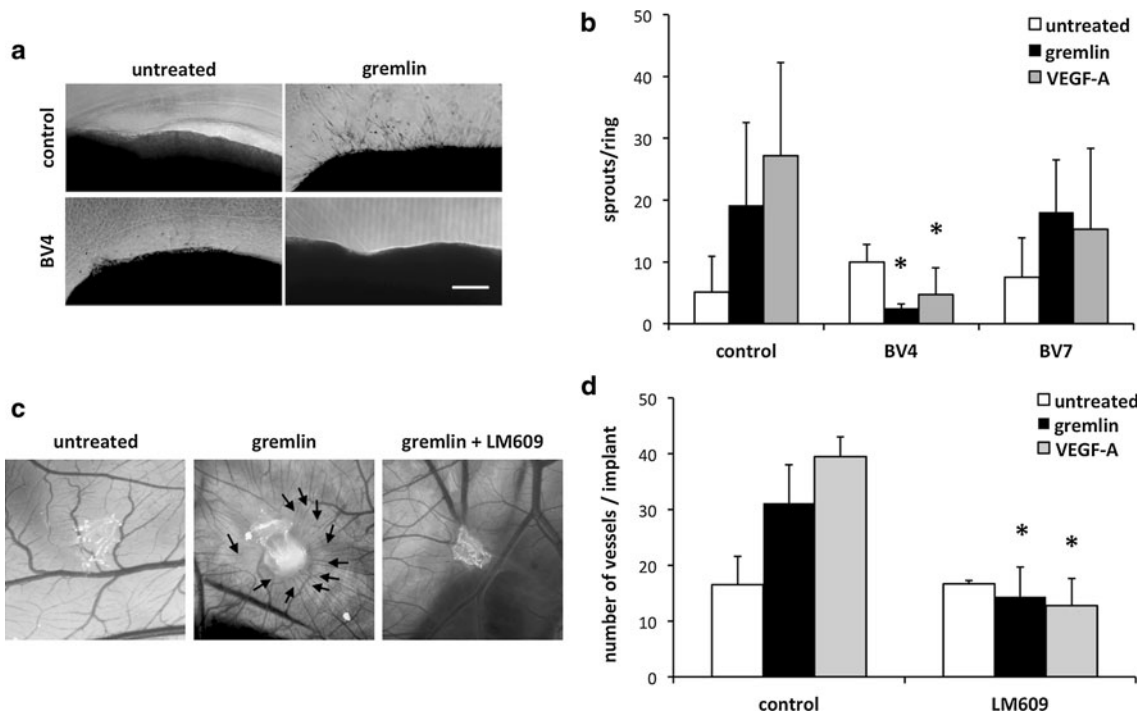 a
untreated gremlin
control
BV4
b
50
40
30
20
10
0
sprouts/ring
untreated
gremlin
VEGF-A
* *
control BV4 BV7
c
untreated gremlin gremlin + LM609
d
50
40
30
20
10
0
number of vessels / implant
untreated
gremlin
VEGF-A
* *
control LM609